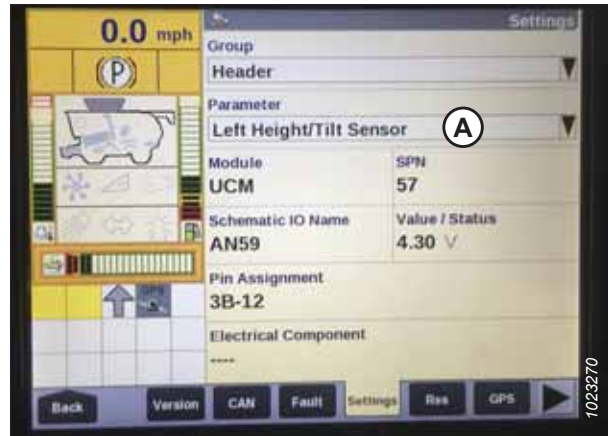 0.0 mph
Settings
(P)
Group
Header
Parameter
Left Height/Tilt Sensor
A
Module
SPN
UCM
57
Schematic IO Name
Value / Status
AN59
4.30 V
Pin Assignment
3B-12
Electrical Component
----
GPS
Back
Version
CAN
Fault
Settings
Res
GPS
1023270